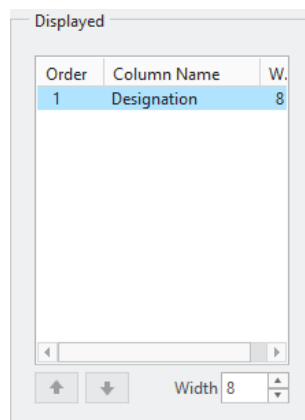 Displayed
Order Column Name W.
1 Designation 8
Width 8